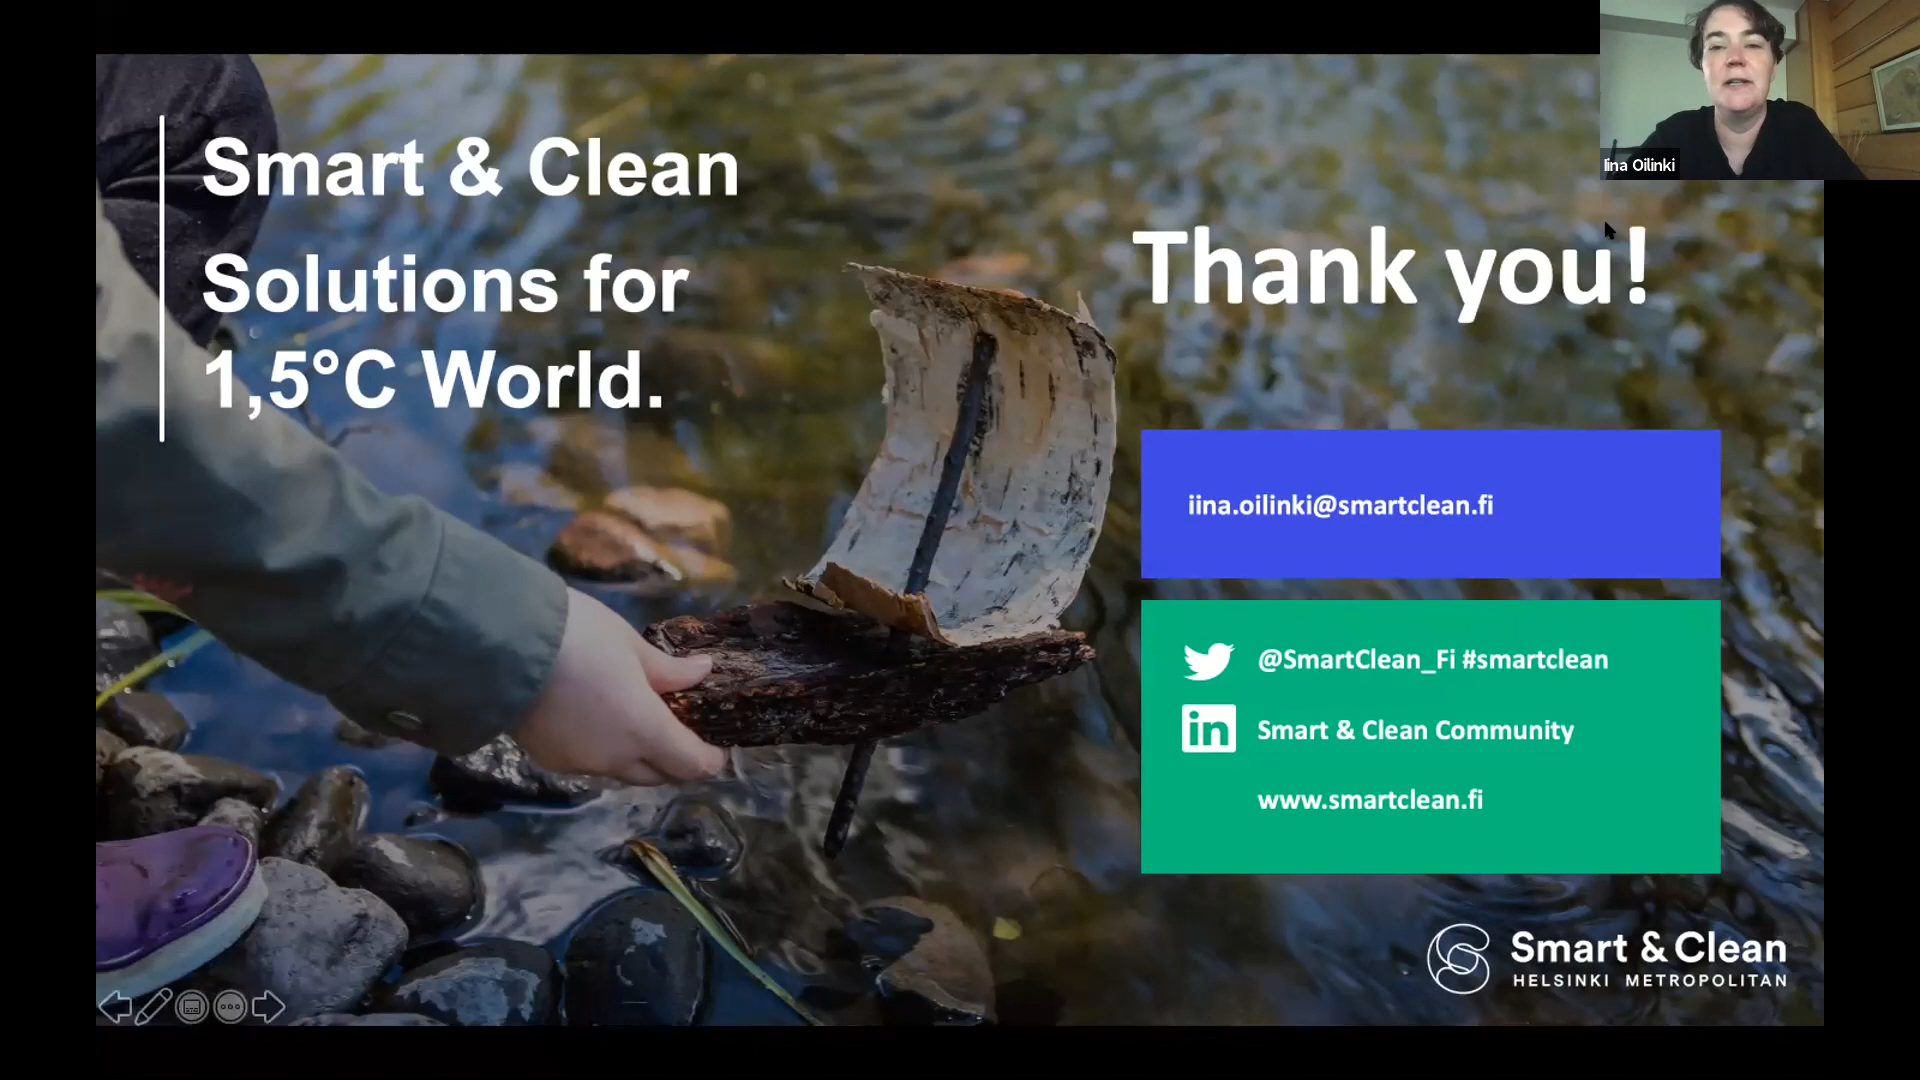 Smart & Clean
Solutions for
1,5°C World.
Thank you!
Iina Oilinki
iina.oilinki@smartclean.fi
@SmartClean_Fi #smartclean
in Smart & Clean Community
www.smartclean.fi
Smart & Clean
HELSINKI METROPOLITAN